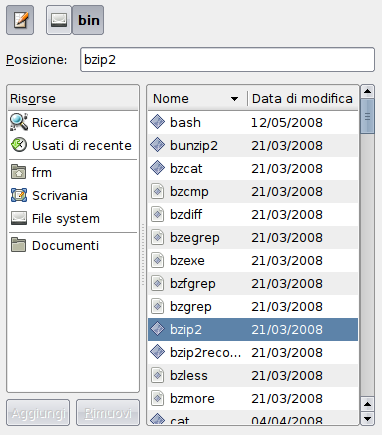 bin
Posizione: bzip2
Risorse
Ricerca
Usati di recente
frm
Scrivania
File system
Documenti
Aggiungi Rimuovi
Nome Data di modifica
bash 12/05/2008
bunzip2 21/03/2008
bzcat 21/03/2008
bzcmp 21/03/2008
bzdiff 21/03/2008
bzegrep 21/03/2008
bzexe 21/03/2008
bzfgrep 21/03/2008
bzgrep 21/03/2008
bzip2 21/03/2008
bzip2reco... 21/03/2008
bzless 21/03/2008
bzmore 21/03/2008
cat 04/04/2008